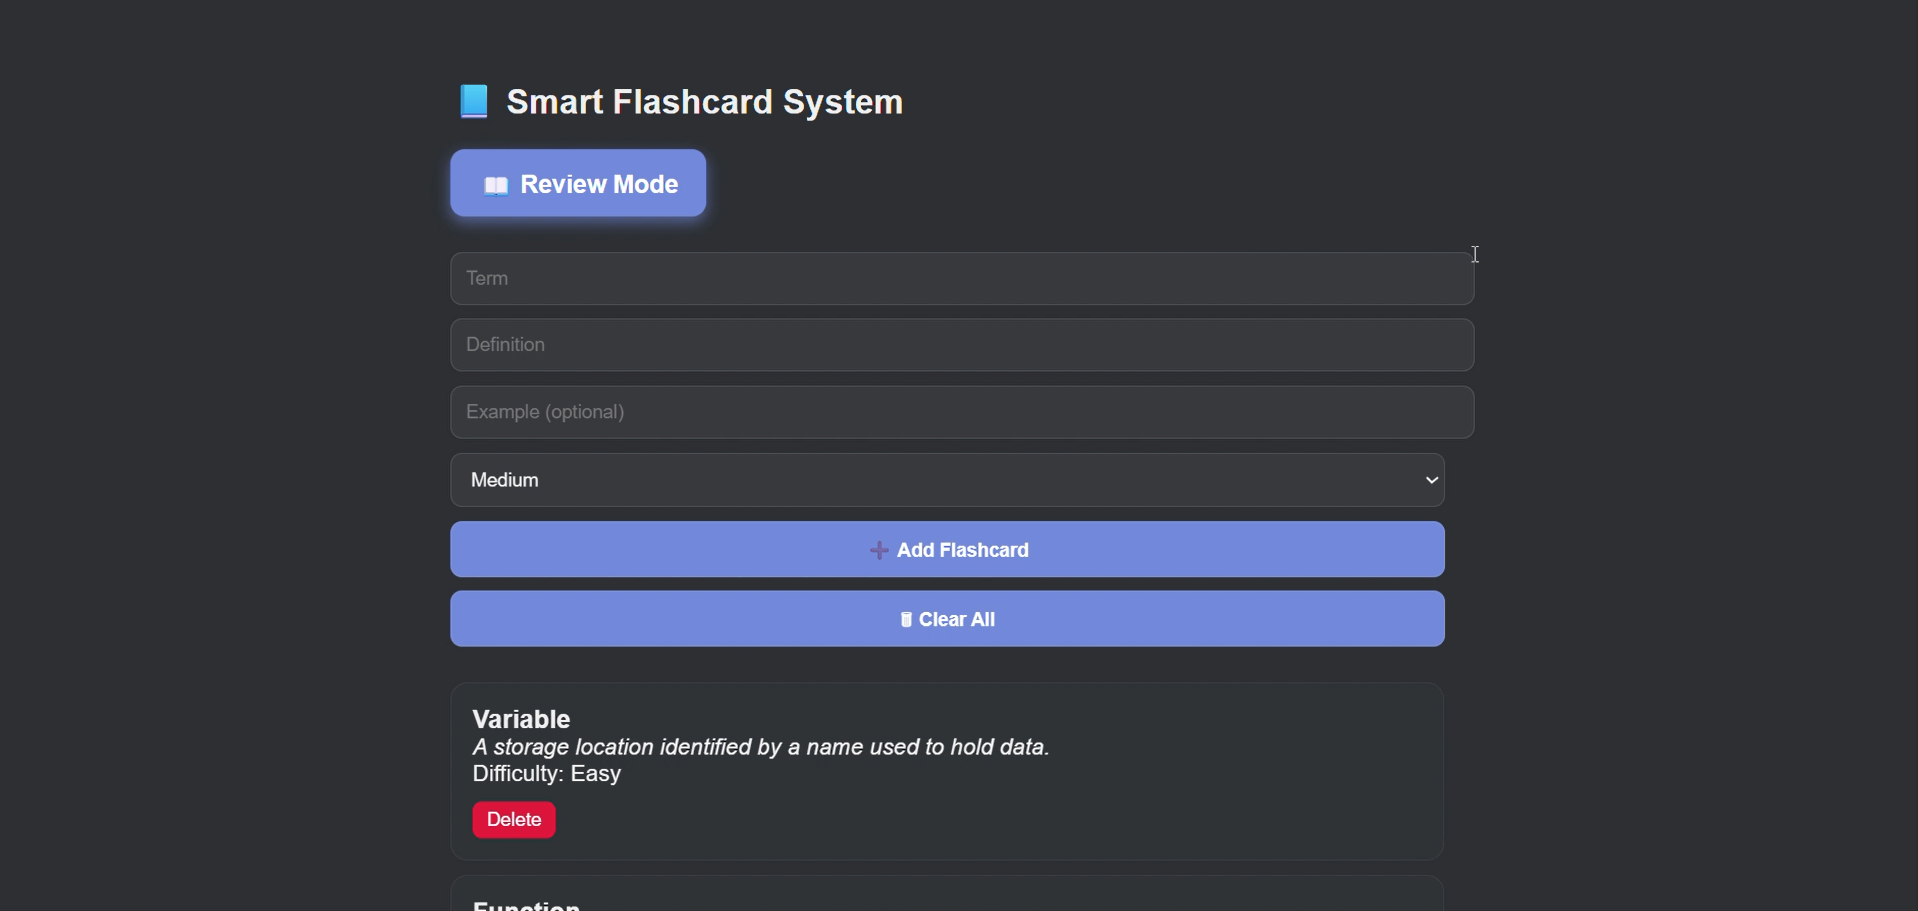 Smart Flashcard System
Review Mode
Term
Definition
Example (optional)
Medium
Add Flashcard
Clear All
Variable
A storage location identified by a name used to hold data.
Difficulty: Easy
Delete
Function